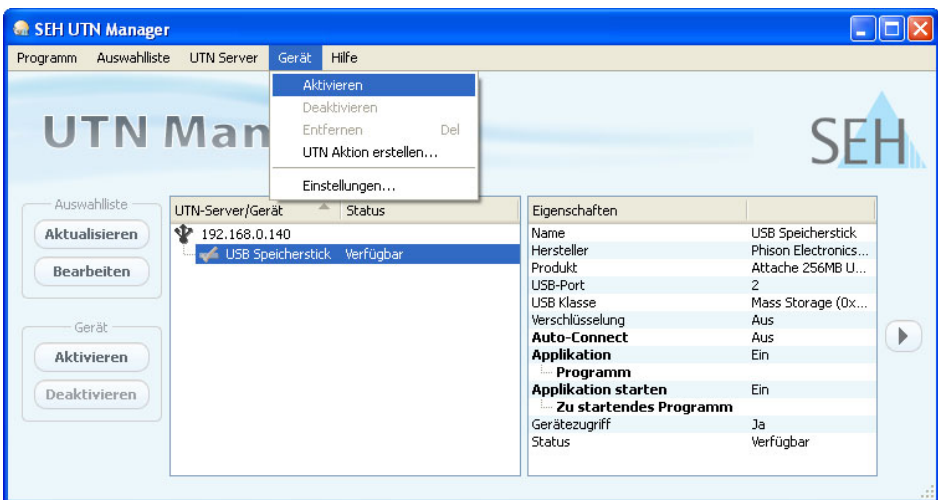 SEH UTN Manager
Programm Auswahlliste UTN Server Gerät Hilfe
Aktivieren
Deaktivieren
Entfernen Del
UTN Aktion erstellen...
Einstellungen...
UTN Man
SEH
Auswahlliste
Aktualisieren
Bearbeiten
Gerät
Aktivieren
Deaktivieren
UTN-Server/Gerät Status
192.168.0.140
USB Speicherstick Verfügbar
Eigenschaften
Name USB Speicherstick
Hersteller Phison Electronics...
Produkt Attache 256MB U...
USB-Port 2
USB Klasse Mass Storage (0x...
Verschlüsselung Aus
Auto-Connect Aus
Applikation Ein
Programm
Applikation starten Ein
Zu startendes Programm
Gerätezugriff Ja
Status Verfügbar